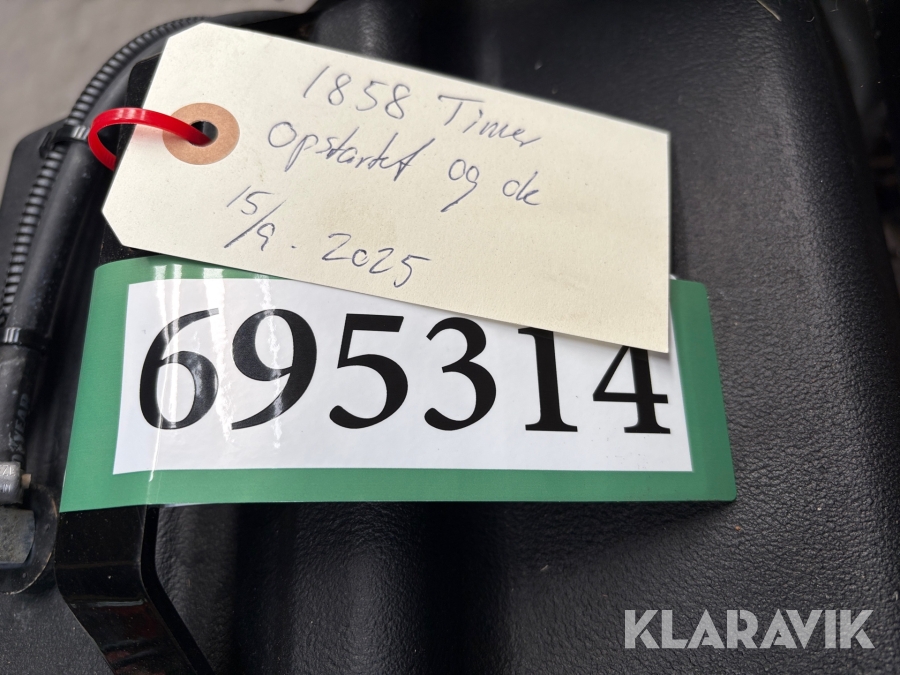 1858 Timer
opstartet og ok
15/9. 2025
695314
KLARAVIK